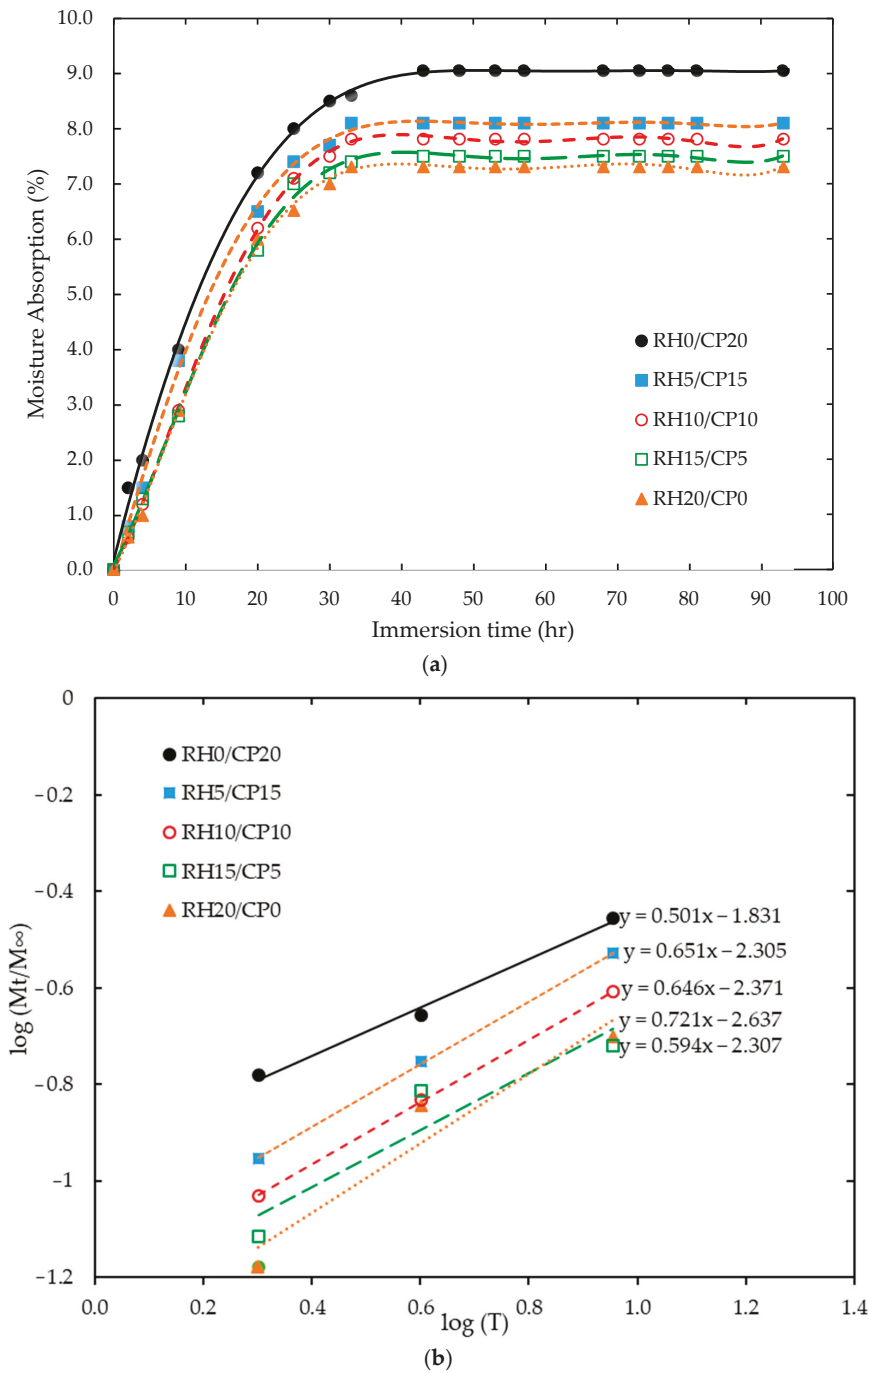 10.0
9.0
8.0
7.0
6.0
5.0
4.0
3.0
2.0
1.0
0.0
Moisture Absorption (%)
RH0/CP20
RH5/CP15
RH10/CP10
RH15/CP5
RH20/CP0
0 10 20 30 40 50 60 70 80 90 100
Immersion time (hr)
(a)
0
−0.2
−0.4
−0.6
−0.8
−1
−1.2
log (Mt/M∞)
RH0/CP20
RH5/CP15
RH10/CP10
RH15/CP5
RH20/CP0
y = 0.501x − 1.831
y = 0.651x − 2.305
y = 0.646x − 2.371
y = 0.721x − 2.637
y = 0.594x − 2.307
0.0 0.2 0.4 0.6 0.8 1.0 1.2 1.4
log (T)
(b)